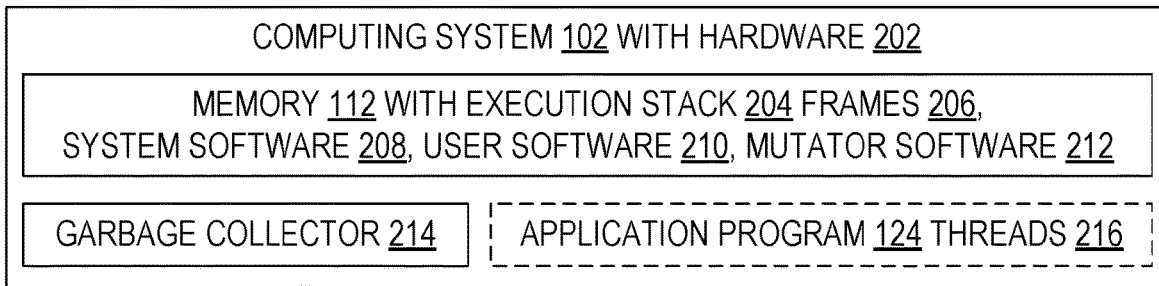 COMPUTING SYSTEM 102 WITH HARDWARE 202
MEMORY 112 WITH EXECUTION STACK 204 FRAMES 206,
SYSTEM SOFTWARE 208, USER SOFTWARE 210, MUTATOR SOFTWARE 212
GARBAGE COLLECTOR 214
APPLICATION PROGRAM 124 THREADS 216